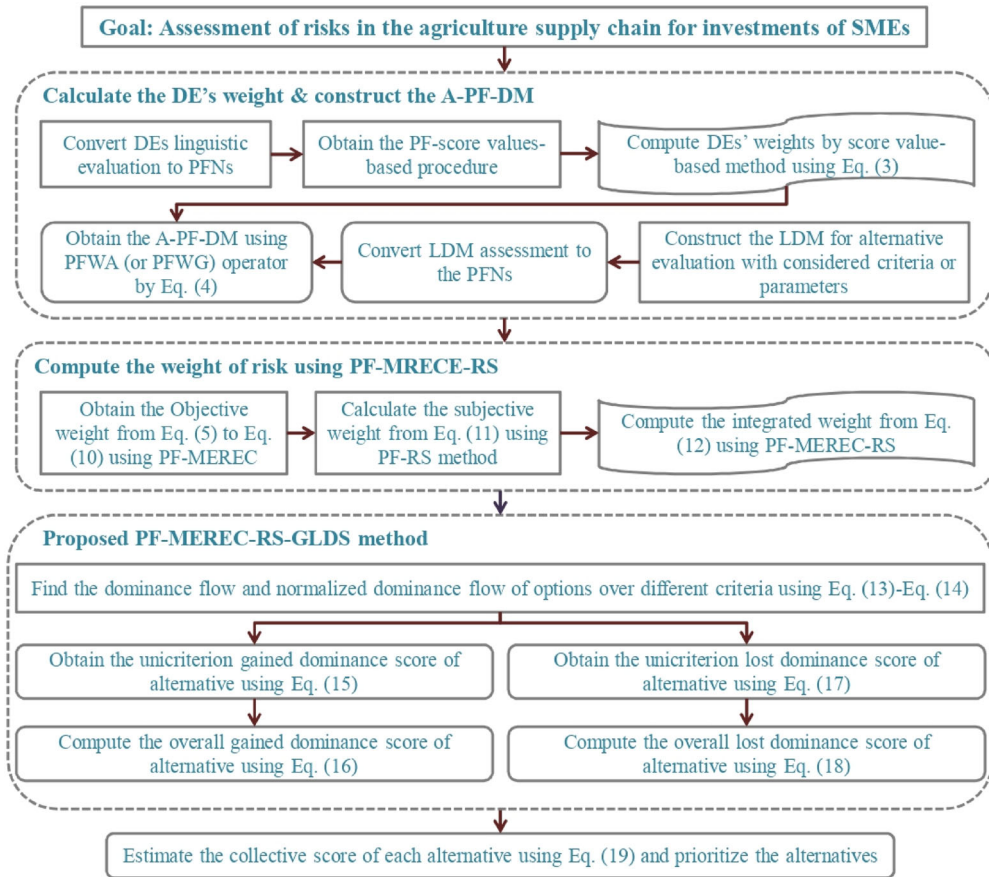 Goal: Assessment of risks in the agriculture supply chain for investments of SMEs
Calculate the DE's weight & construct the A-PF-DM
Convert DEs linguistic
evaluation to PFNs
Obtain the PF-score values-
based procedure
Compute DEs' weights by score value-
based method using Eq. (3)
Obtain the A-PF-DM using
PFWA (or PFWG) operator
by Eq. (4)
Convert LDM assessment to
the PFNs
Construct the LDM for alternative
evaluation with considered criteria or
parameters
Compute the weight of risk using PF-MRECE-RS
Obtain the Objective
weight from Eq. (5) to Eq.
(10) using PF-MEREC
Calculate the subjective
weight from Eq. (11) using
PF-RS method
Compute the integrated weight from Eq.
(12) using PF-MEREC-RS
Proposed PF-MEREC-RS-GLDS method
Find the dominance flow and normalized dominance flow of options over different criteria using Eq. (13)-Eq. (14)
Obtain the unicriterion gained dominance score of
alternative using Eq. (15)
Obtain the unicriterion lost dominance score of
alternative using Eq. (17)
Compute the overall gained dominance score of
alternative using Eq. (16)
Compute the overall lost dominance score of
alternative using Eq. (18)
Estimate the collective score of each alternative using Eq. (19) and prioritize the alternatives